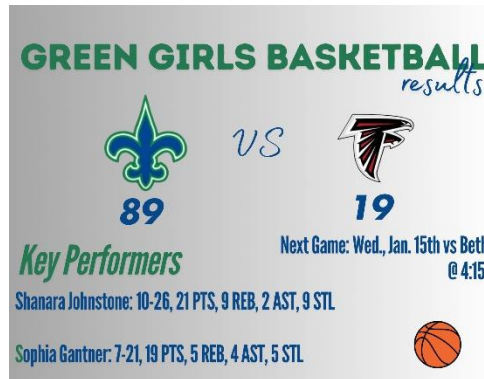 GREEN GIRLS BASKETBALL
results
VS
89
19
Next Game: Wed., Jan. 15th vs Beth
@ 4:15
Key Performers
Shanara Johnstone: 10-26, 21 PTS, 9 REB, 2 AST, 9 STL
Sophia Gantner: 7-21, 19 PTS, 5 REB, 4 AST, 5 STL